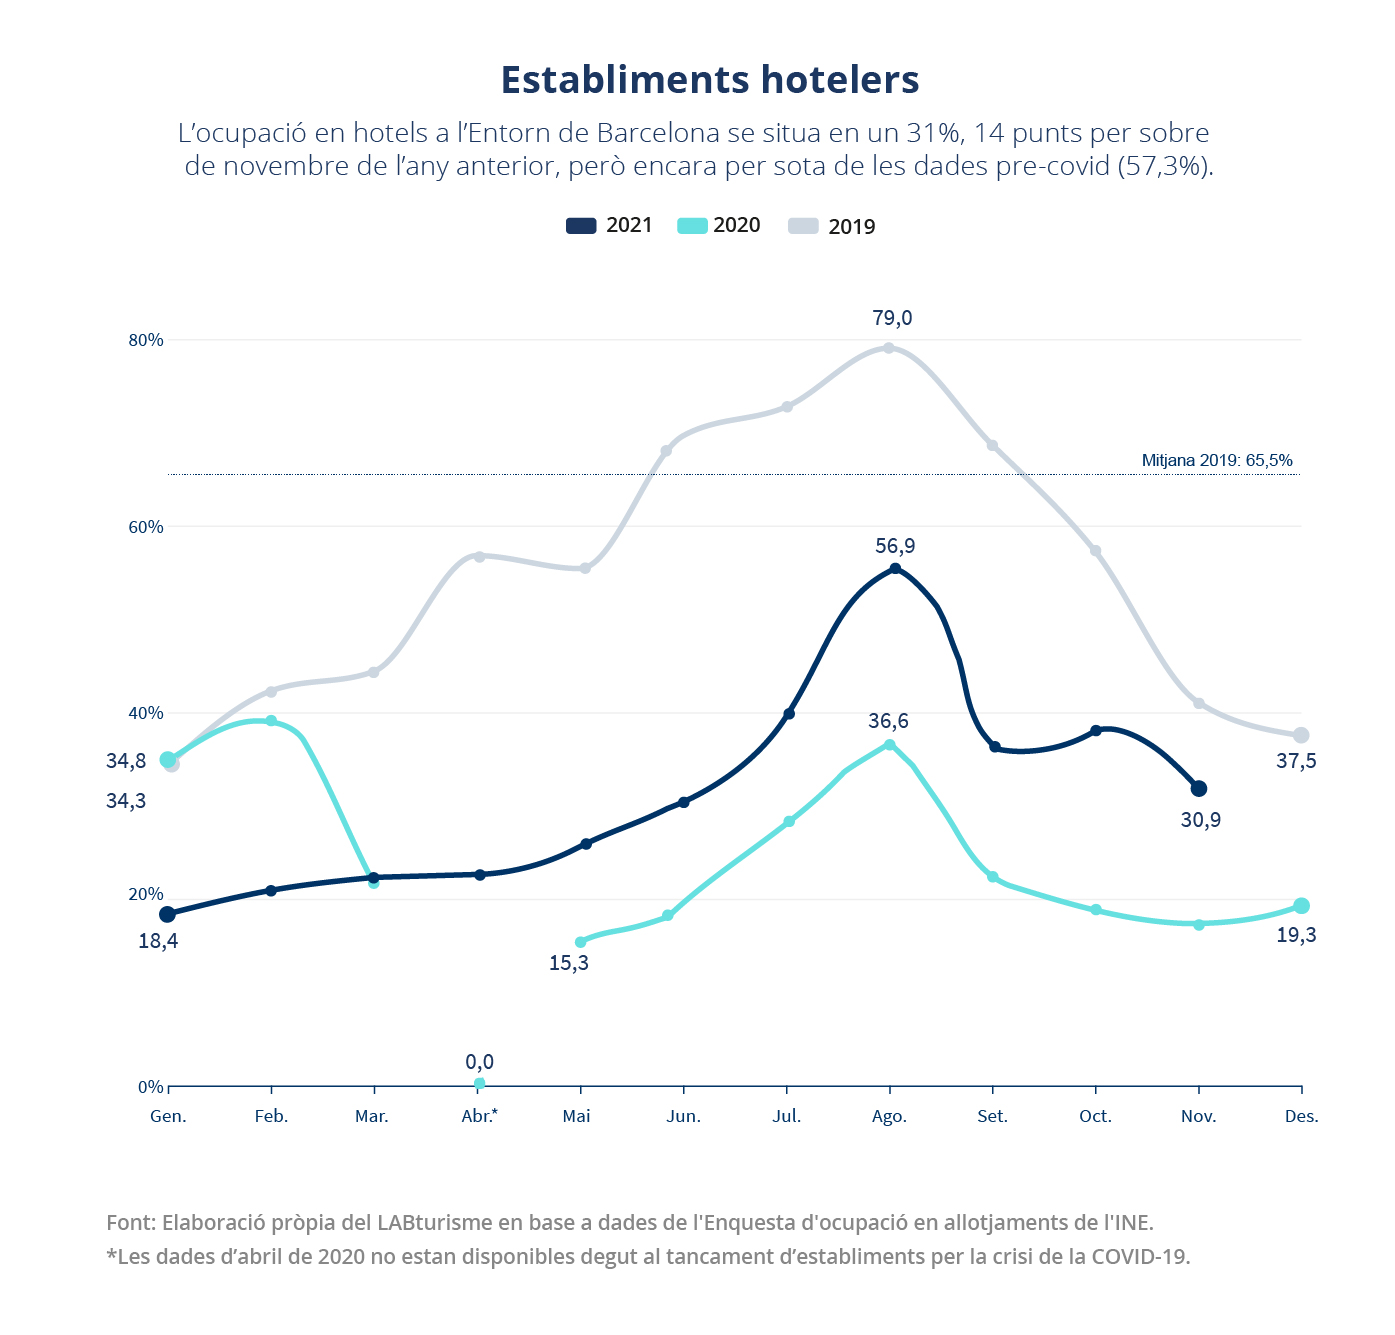 Establiments hotelers
L’ocupació en hotels a l’Entorn de Barcelona se situa en un 31%, 14 punts per sobre
de novembre de l’any anterior, però encara per sota de les dades pre-covid (57,3%).
2021 2020 2019
79,0
80%
Mitjana 2019: 65,5%
60%
56,9
40%
36,6
34,8
37,5
34,3
30,9
20%
18,4
19,3
15,3
0,0
0%
Gen. Feb. Mar. Abr.* Mai Jun. Jul. Ago. Set. Oct. Nov. Des.
Font: Elaboració pròpia del LABturisme en base a dades de l'Enquesta d'ocupació en allotjaments de l'INE.
*Les dades d’abril de 2020 no estan disponibles degut al tancament d’establiments per la crisi de la COVID-19.